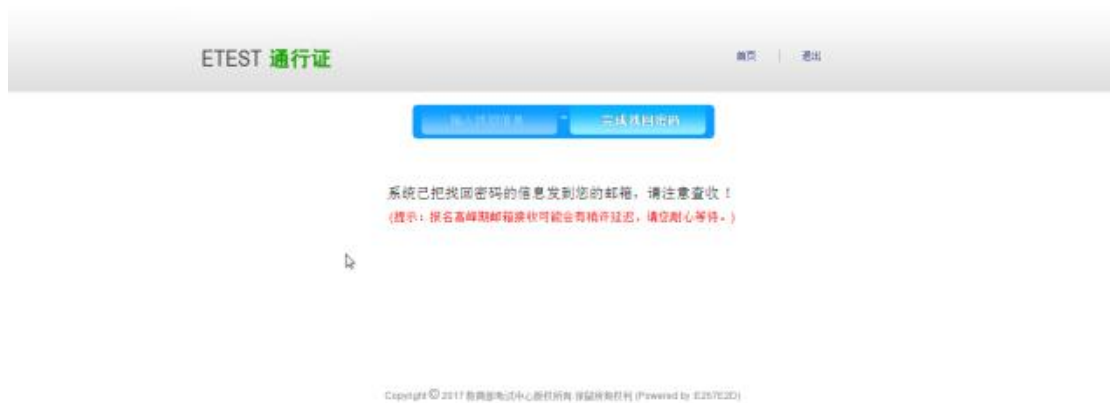 ETEST 通行证
首页 | 退出
完成找回密码
系统已把找回密码的信息发到您的邮箱，请注意查收！
(提示：报名高峰期邮箱接收可能会有稍许延迟，请您耐心等待。)
Copyright © 2017 教育部考试中心版权所有 保留所有权利 (Powered by